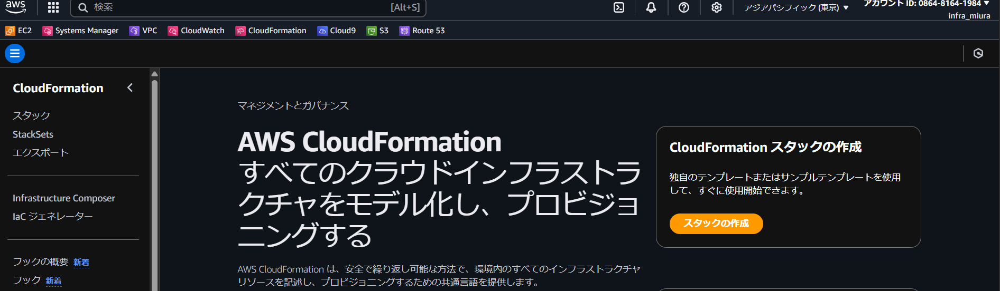 aws
検索
[Alt+S]
アジアパシフィック (東京) ▼
アカウント ID: 0864-8164-1984 ▼
infra_miura
EC2
Systems Manager
VPC
CloudWatch
CloudFormation
Cloud9
S3
Route 53
CloudFormation
スタック
StackSets
エクスポート
Infrastructure Composer
IaC ジェネレーター
フックの概要 新着
フック 新着
マネジメントとガバナンス
AWS CloudFormation
すべてのクラウドインフラストラ
クチャをモデル化し、プロビジョ
ニングする
AWS CloudFormation は、安全で繰り返し可能な方法で、環境内のすべてのインフラストラクチャ
リソースを記述し、プロビジョニングするための共通言語を提供します。
CloudFormation スタックの作成
独自のテンプレートまたはサンプルテンプレートを使用
して、すぐに使用開始できます。
スタックの作成